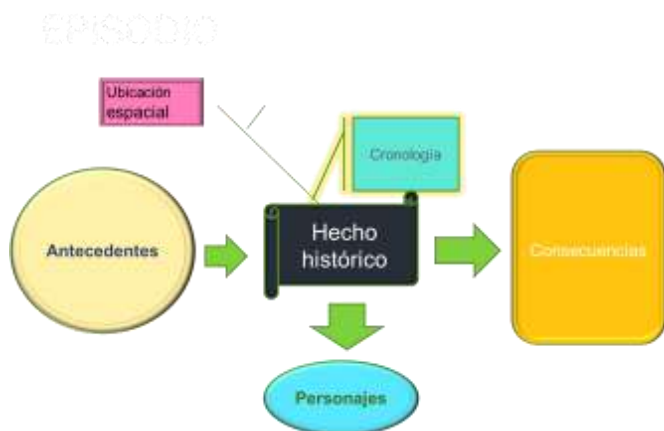 EPISODIO
Ubicación
espacial
Cronología
Antecedentes
Hecho
histórico
Consecuencias
Personajes